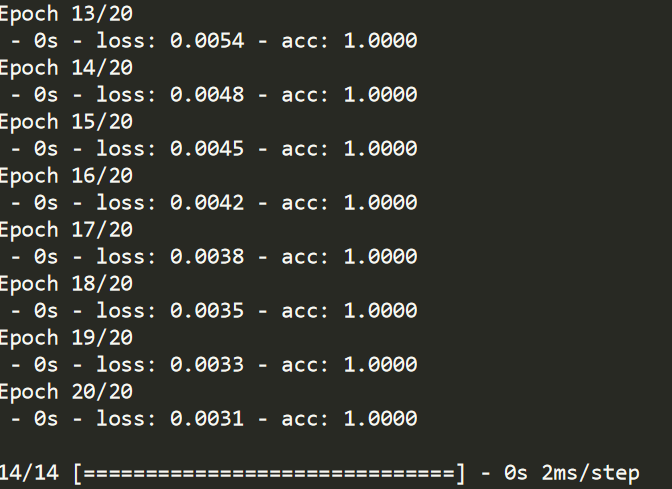 Epoch 13/20
 - 0s - loss: 0.0054 - acc: 1.0000
Epoch 14/20
 - 0s - loss: 0.0048 - acc: 1.0000
Epoch 15/20
 - 0s - loss: 0.0045 - acc: 1.0000
Epoch 16/20
 - 0s - loss: 0.0042 - acc: 1.0000
Epoch 17/20
 - 0s - loss: 0.0038 - acc: 1.0000
Epoch 18/20
 - 0s - loss: 0.0035 - acc: 1.0000
Epoch 19/20
 - 0s - loss: 0.0033 - acc: 1.0000
Epoch 20/20
 - 0s - loss: 0.0031 - acc: 1.0000
14/14 [==============================] - 0s 2ms/step